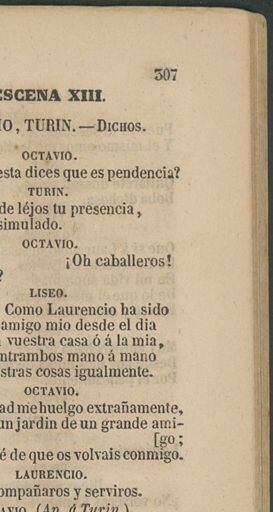 307
ESCENA XIII.
IO, TURIN.—DICHOS.
OCTAVIO.
esta dices que es pendencia?
TURIN.
de léjos tu presencia,
simulado.
OCTAVIO.
¡Oh caballeros!
?
LISEO.
Como Laurencio ha sido
amigo mio desde el dia
vuestra casa ó á la mia,
ntrambos mano á mano
stras cosas igualmente.
OCTAVIO.
ad me huelgo extrañamente,
un jardin de un grande ami-
[go;
é de que os volvais conmigo.
LAURENCIO.
ompañaros y serviros.
AVIO. (Ap. á Turin.)